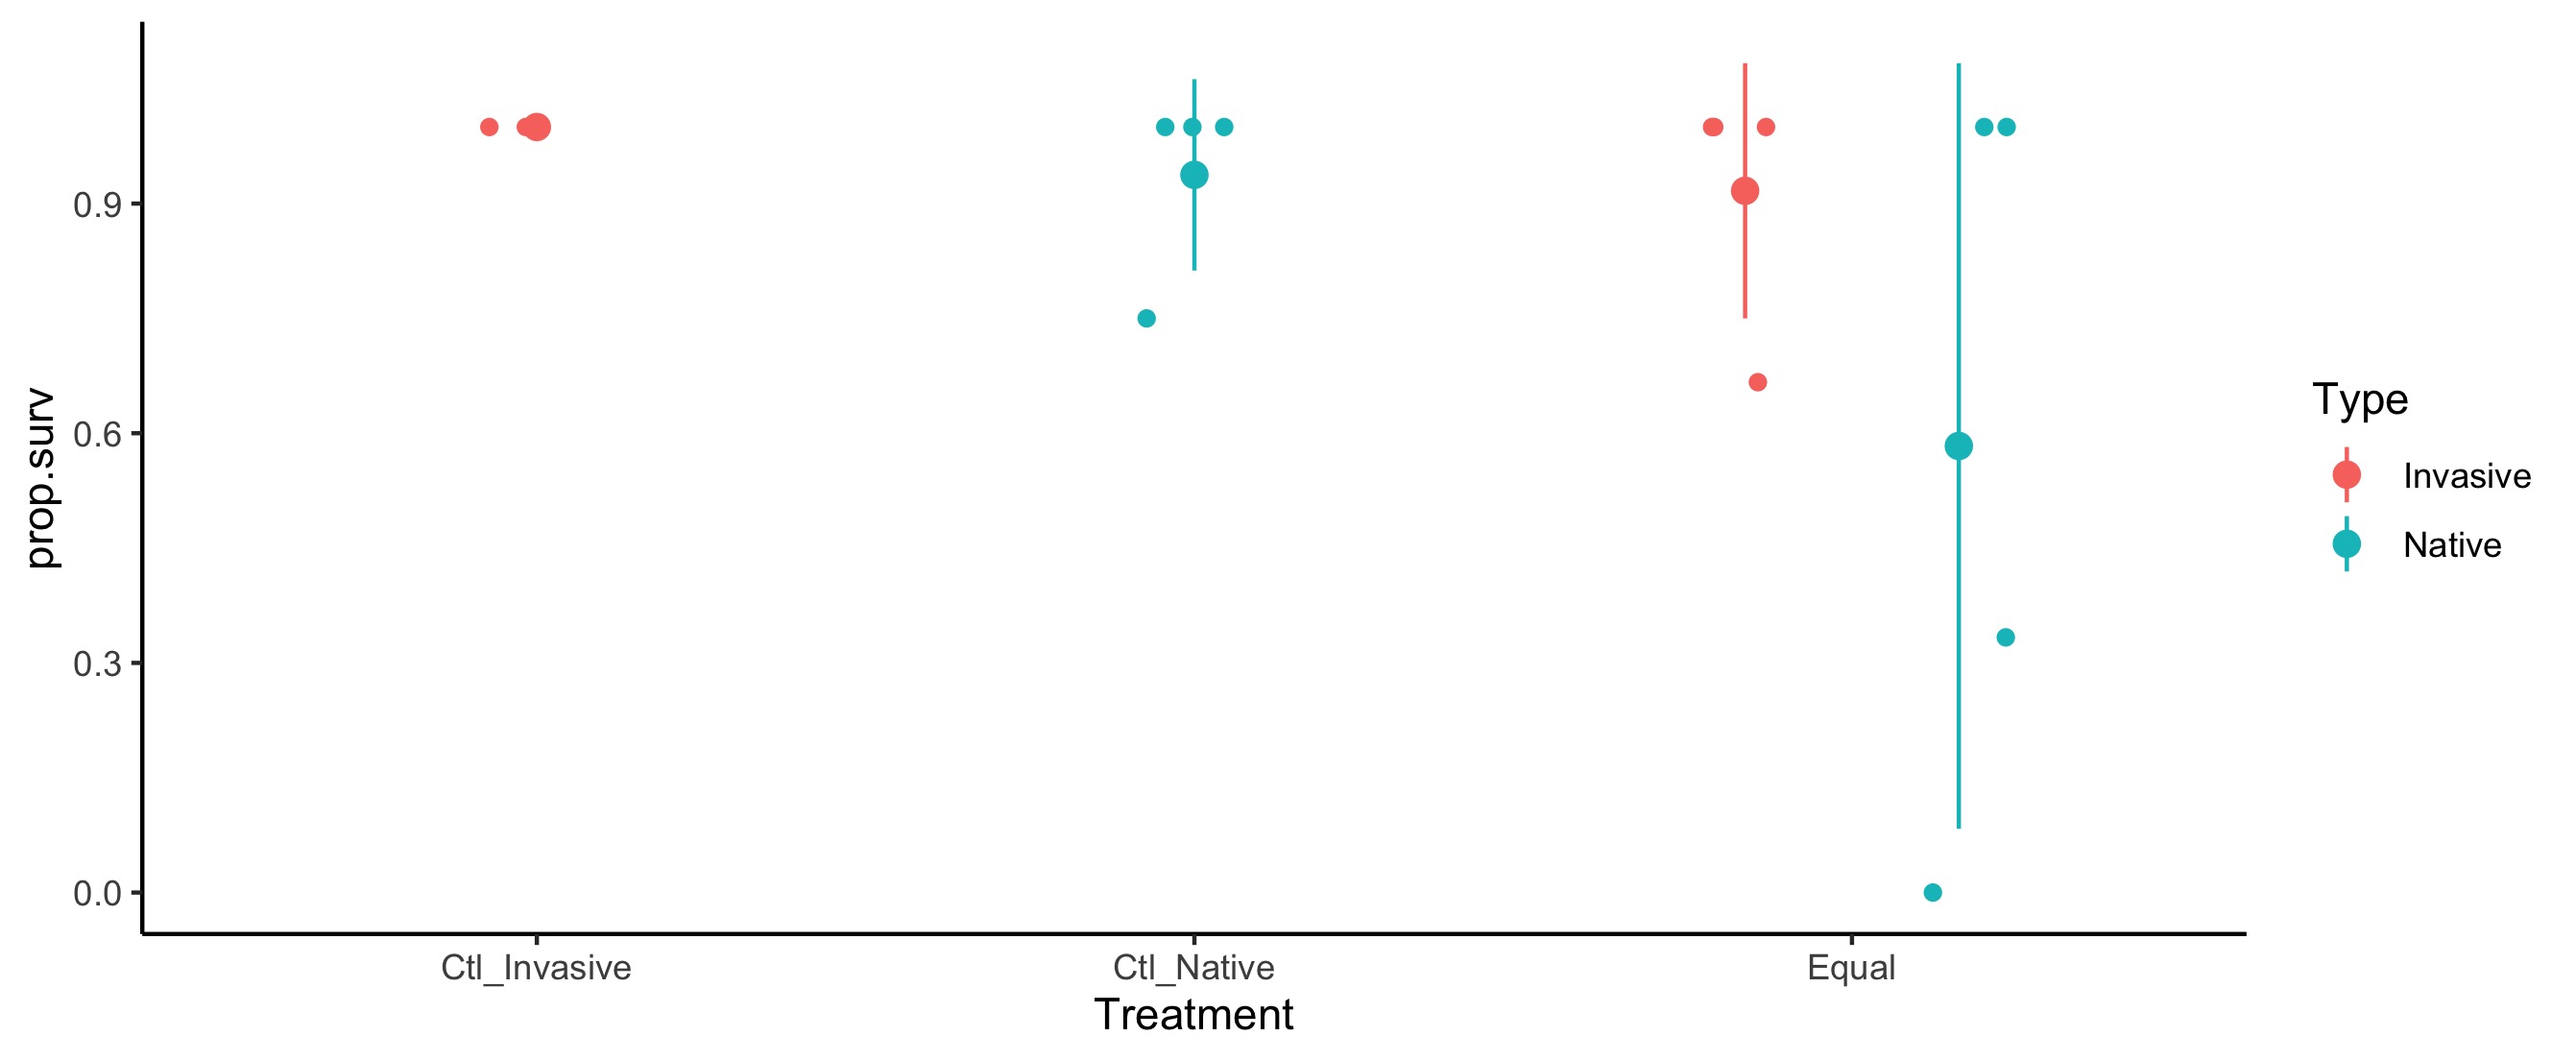 prop.surv
0.9
0.6
0.3
0.0
Ctl_Invasive
Ctl_Native
Equal
Treatment
Type
Invasive
Native